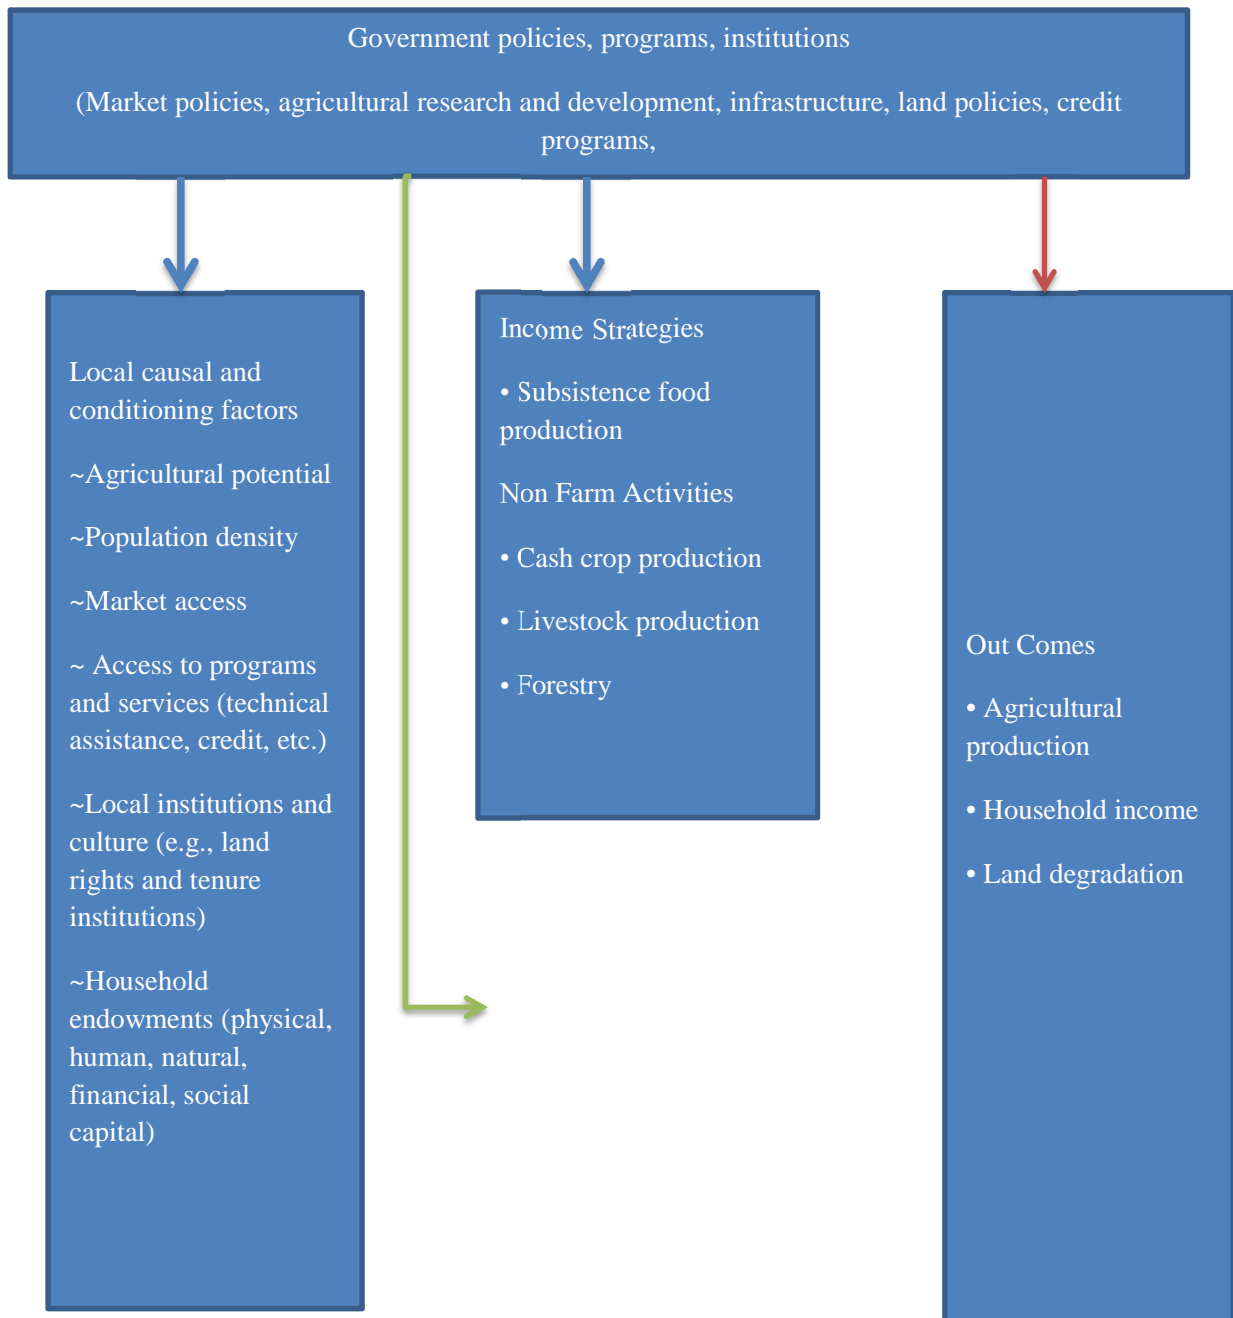 Government policies, programs, institutions
(Market policies, agricultural research and development, infrastructure, land policies, credit
programs,
Local causal and
conditioning factors
~Agricultural potential
~Population density
~Market access
~ Access to programs
and services (technical
assistance, credit, etc.)
~Local institutions and
culture (e.g., land
rights and tenure
institutions)
~Household
endowments (physical,
human, natural,
financial, social
capital)
Income Strategies
• Subsistence food
production
Non Farm Activities
• Cash crop production
• Livestock production
• Forestry
Out Comes
• Agricultural
production
• Household income
• Land degradation